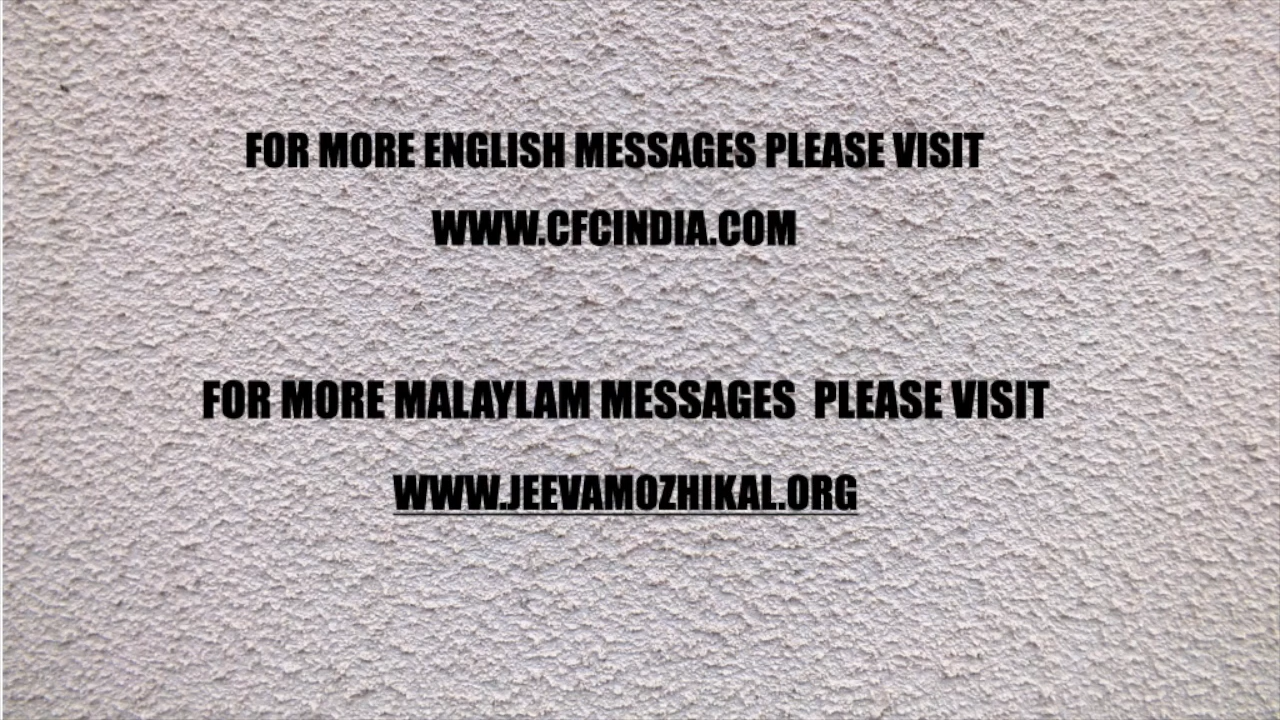 FOR MORE ENGLISH MESSAGES PLEASE VISIT
WWW.CFCINDIA.COM
FOR MORE MALAYLAM MESSAGES PLEASE VISIT
WWW.JEEVAMOZHIKAL.ORG